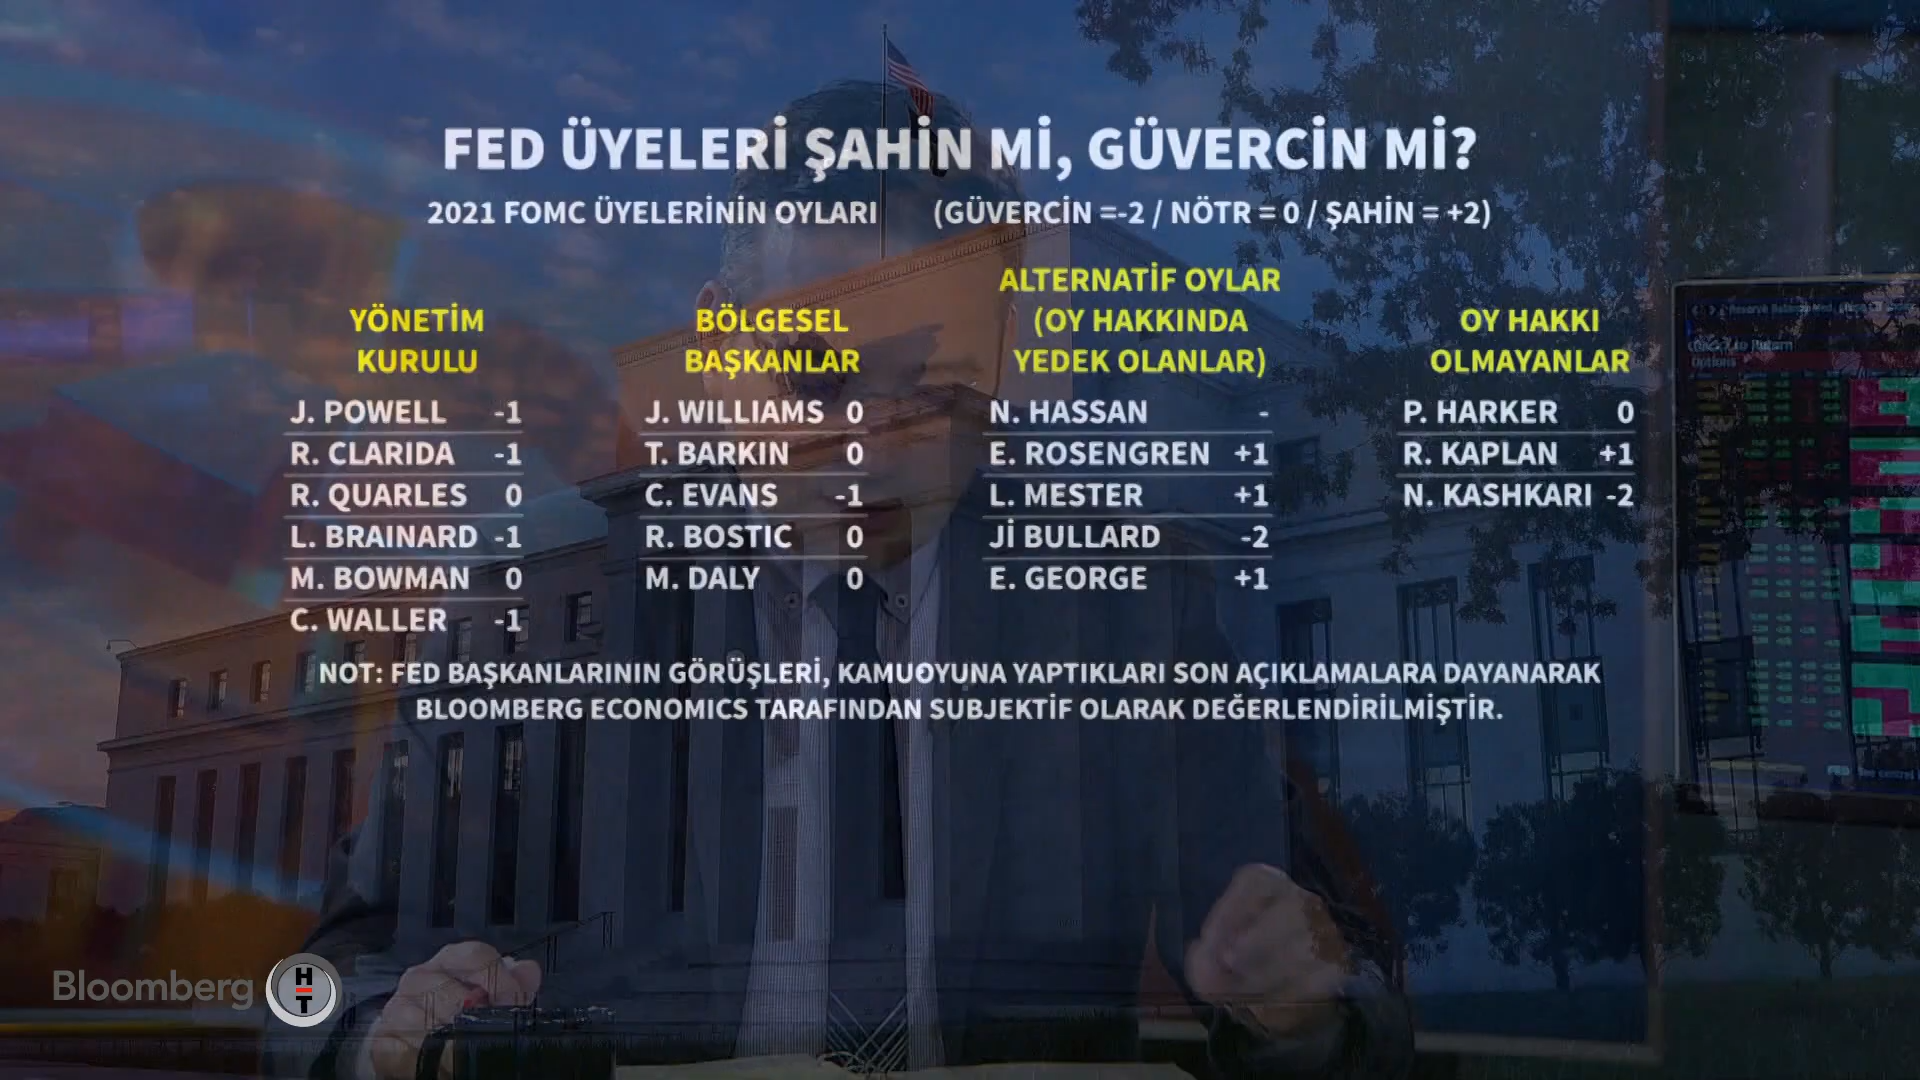 FED ÜYELERİ ŞAHİN Mİ, GÜVERCİN Mİ?
2021 FOMC ÜYELERİNİN OYLARI (GÜVERCİN =-2 / NÖTR = 0 / ŞAHİN = +2)
YÖNETİM
KURULU
J. POWELL -1
R. CLARIDA -1
R. QUARLES 0
L. BRAINARD -1
M. BOWMAN 0
C. WALLER -1
BÖLGESEL
BAŞKANLAR
J. WILLIAMS 0
T. BARKIN 0
C. EVANS -1
R. BOSTIC 0
M. DALY 0
ALTERNATİF OYLAR
(OY HAKKINDA
YEDEK OLANLAR)
N. HASSAN -
E. ROSENGREN +1
L. MESTER +1
Jİ BULLARD -2
E. GEORGE +1
OY HAKKI
OLMAYANLAR
P. HARKER 0
R. KAPLAN +1
N. KASHKARI -2
NOT: FED BAŞKANLARININ GÖRÜŞLERİ, KAMUOYUNA YAPTIKLARI SON AÇIKLAMALARA DAYANARAK
BLOOMBERG ECONOMICS TARAFINDAN SUBJEKTİF OLARAK DEĞERLENDİRİLMİŞTİR.
Bloomberg HT